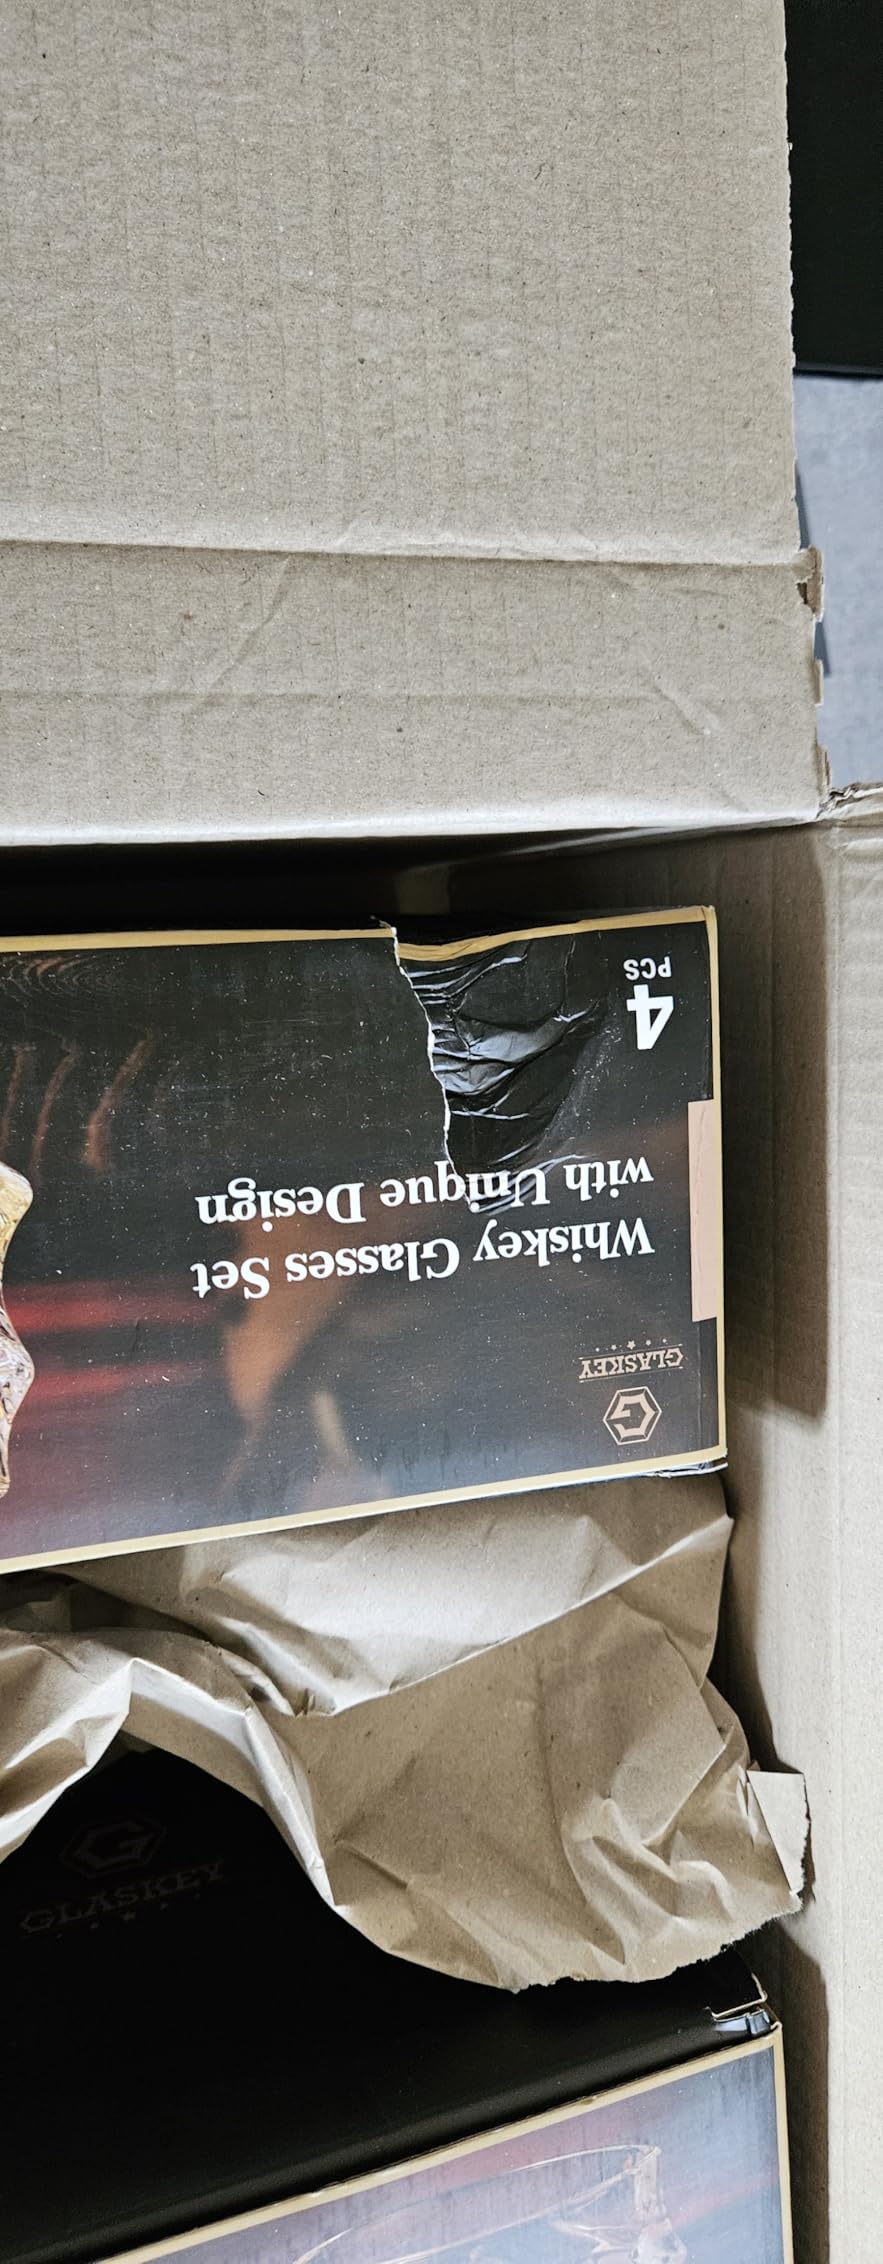 G
GLASKEY
Whiskey Glasses Set
with Unique Design
4
PCS
G
GLASKEY